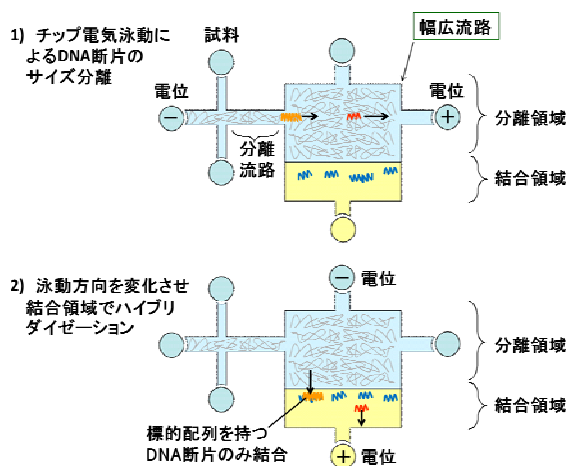 1) チップ電気泳動に
よるDNA断片の
サイズ分離
試料
幅広流路
電位
−
電位
+
分離
流路
分離領域
結合領域
2) 泳動方向を変化させ
結合領域でハイブリ
ダイゼーション
− 電位
分離領域
結合領域
標的配列を持つ
DNA断片のみ結合
+ 電位